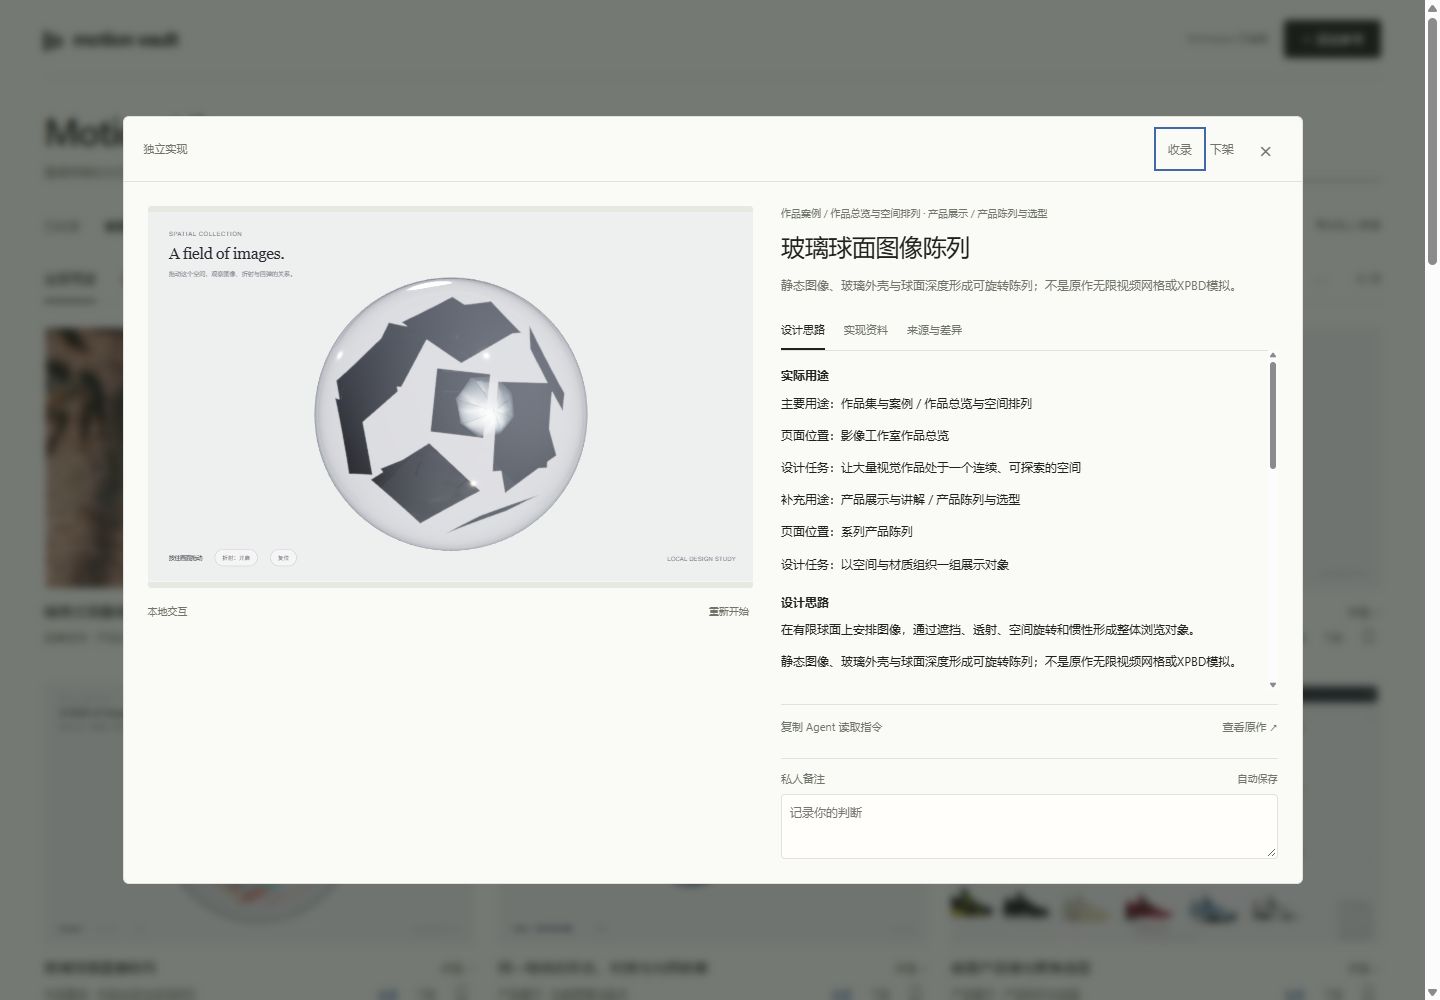 motion vault
独立实现
收录
下架
×
SPATIAL COLLECTION
A field of images.
拖动这个空间，观察图像、折射与回弹的关系。
按住画面拖动
折射：开启
复位
LOCAL DESIGN STUDY
本地交互
重新开始
作品案例 / 作品总览与空间排列 · 产品展示 / 产品陈列与选型
玻璃球面图像陈列
静态图像、玻璃外壳与球面深度形成可旋转阵列；不是原作无限视频网格或XPBD模拟。
设计思路
实现资料
来源与差异
实际用途
主要用途：作品集与案例 / 作品总览与空间排列
页面位置：影像工作室作品总览
设计任务：让大量视觉作品处于一个连续、可探索的空间
补充用途：产品展示与讲解 / 产品陈列与选型
页面位置：系列产品陈列
设计任务：以空间与材质组织一组展示对象
设计思路
在有限球面上安排图像，通过遮挡、透射、空间旋转和惯性形成整体浏览对象。
静态图像、玻璃外壳与球面深度形成可旋转阵列；不是原作无限视频网格或XPBD模拟。
复制 Agent 读取指令
查看原作 ↗
私人备注
自动保存
记录你的判断